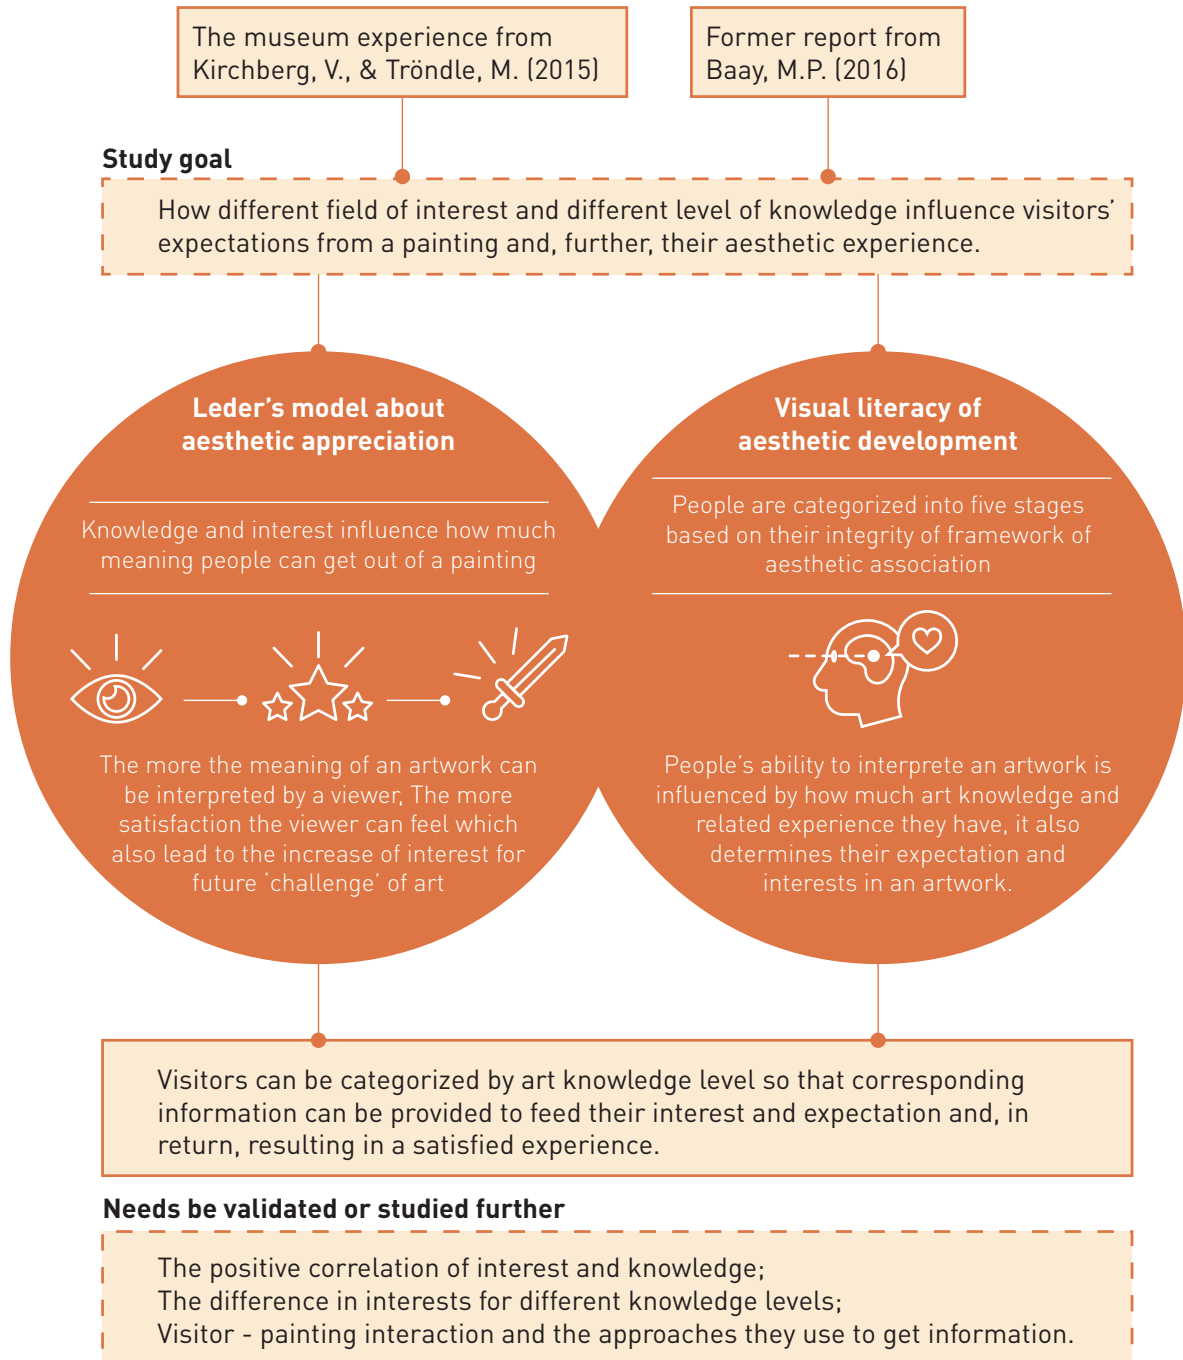 The museum experience from
Kirchberg, V., & Tröndle, M. (2015)
Former report from
Baay, M.P. (2016)
Study goal
How different field of interest and different level of knowledge influence visitors’
expectations from a painting and, further, their aesthetic experience.
Leder’s model about
aesthetic appreciation
Knowledge and interest influence how much
meaning people can get out of a painting
The more the meaning of an artwork can
be interpreted by a viewer, The more
satisfaction the viewer can feel which
also lead to the increase of interest for
future ‘challenge’ of art
Visual literacy of
aesthetic development
People are categorized into five stages
based on their integrity of framework of
aesthetic association
People’s ability to interprete an artwork is
influenced by how much art knowledge and
related experience they have, it also
determines their expectation and
interests in an artwork.
Visitors can be categorized by art knowledge level so that corresponding
information can be provided to feed their interest and expectation and, in
return, resulting in a satisfied experience.
Needs be validated or studied further
The positive correlation of interest and knowledge;
The difference in interests for different knowledge levels;
Visitor - painting interaction and the approaches they use to get information.